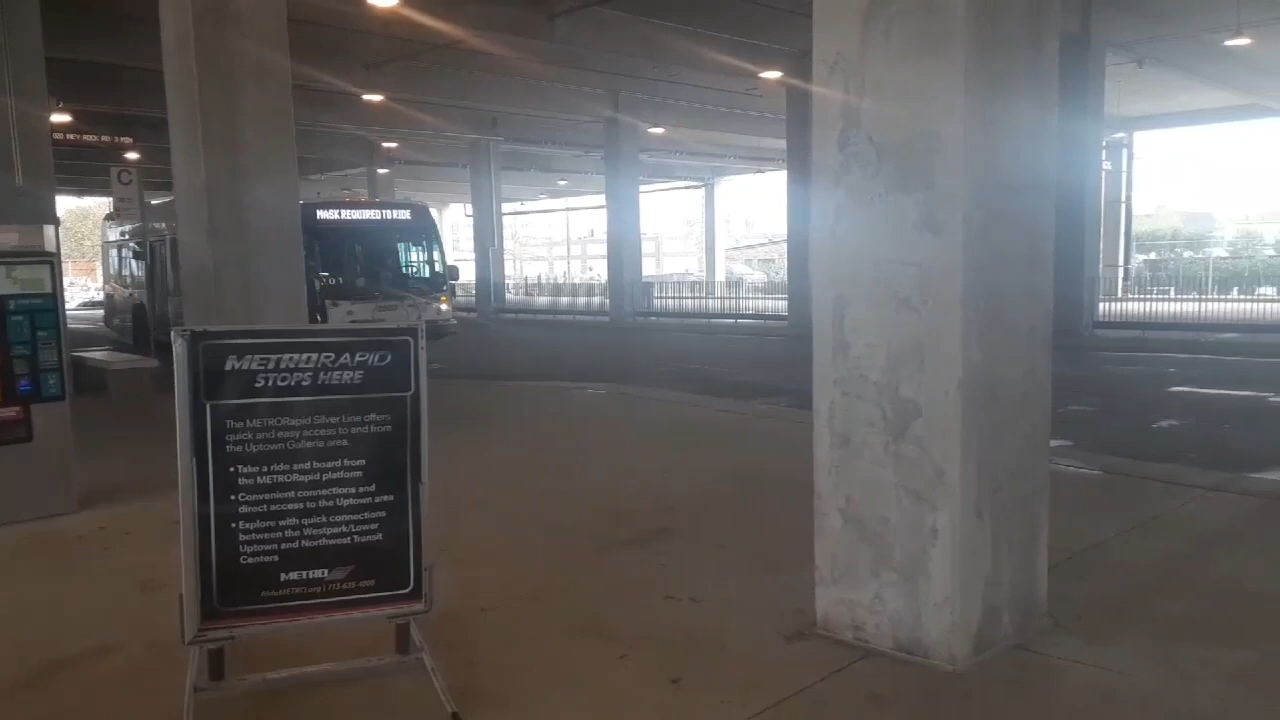 C
MASK REQUIRED TO RIDE
METRORAPID
STOPS HERE
The METRORapid Silver Line offers
quick and easy access to and from
the Uptown Galleria area.
• Take a ride and board from
the METRORapid platform
• Convenient connections and
direct access to the Uptown area
• Explore with quick connections
between the Westpark/Lower
Uptown and Northwest Transit
Centers
METRO
RideMETRO.org | 713-635-4000